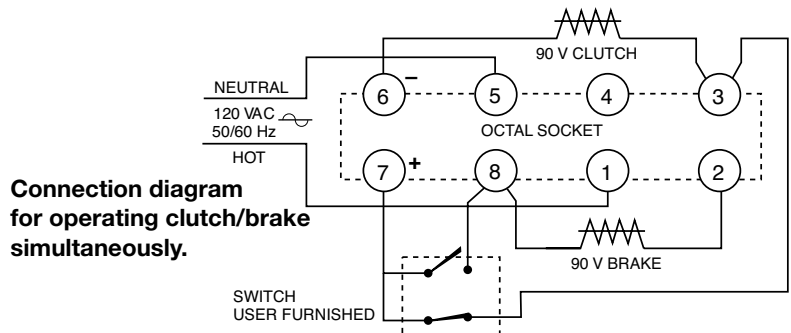 90 V CLUTCH
NEUTRAL
120 VAC
50/60 Hz
HOT
6 –
5
4
3
OCTAL SOCKET
7 +
8
1
2
Connection diagram
for operating clutch/brake
simultaneously.
90 V BRAKE
SWITCH
USER FURNISHED